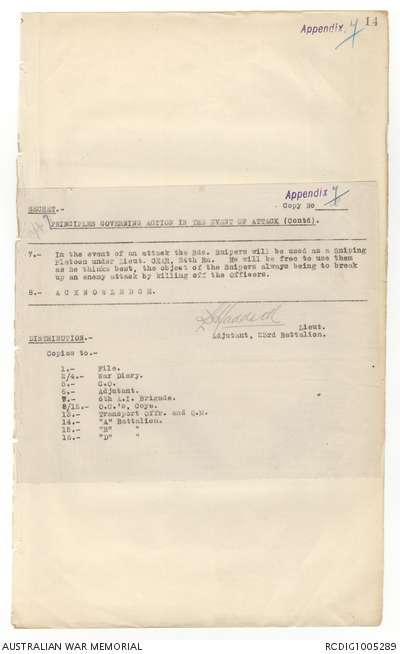 Appendix 7
14
Appendix 7
SECRET.-
Copy No
PRINCIPLES GOVERNING ACTION IN THE EVENT OF ATTACK (Contd).
7.- In the event of an attack the Bde. Snipers will be used as a Sniping
Platoon under Lieut. 24th Bn. He will be free to use them
as he thinks best, the object of the Snipers always being to break
up an enemy attack by killing off the Officers.
8.- A C K N O W L E D G E.
Lieut.
Adjutant, 23rd Battalion.
DISTRIBUTION.-
Copies to.-
1.- File.
2/4.- War Diary.
5.- C.O.
6.- Adjutant.
7.- 6th A.I. Brigade.
8/12.- O.C's, Coys.
13.- Transport Offr. and Q.M.
14.- "A" Battalion.
15.- "B" "
16.- "D" "
AUSTRALIAN WAR MEMORIAL
RCDIG1005289